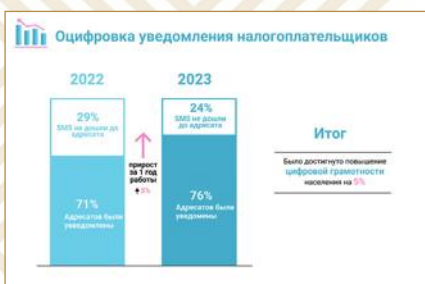 Оцифровка уведомления налогоплательщиков
2022
2023
29%
SMS не дошли до
адресата
24%
SMS не дошли
до адресата
прирост
за 1 год
работы
5%
71%
Адресатов были
уведомлены
76%
Адресатов были
уведомены
Итог
Было достигнуто повышение
цифровой грамотности
населения на 5%